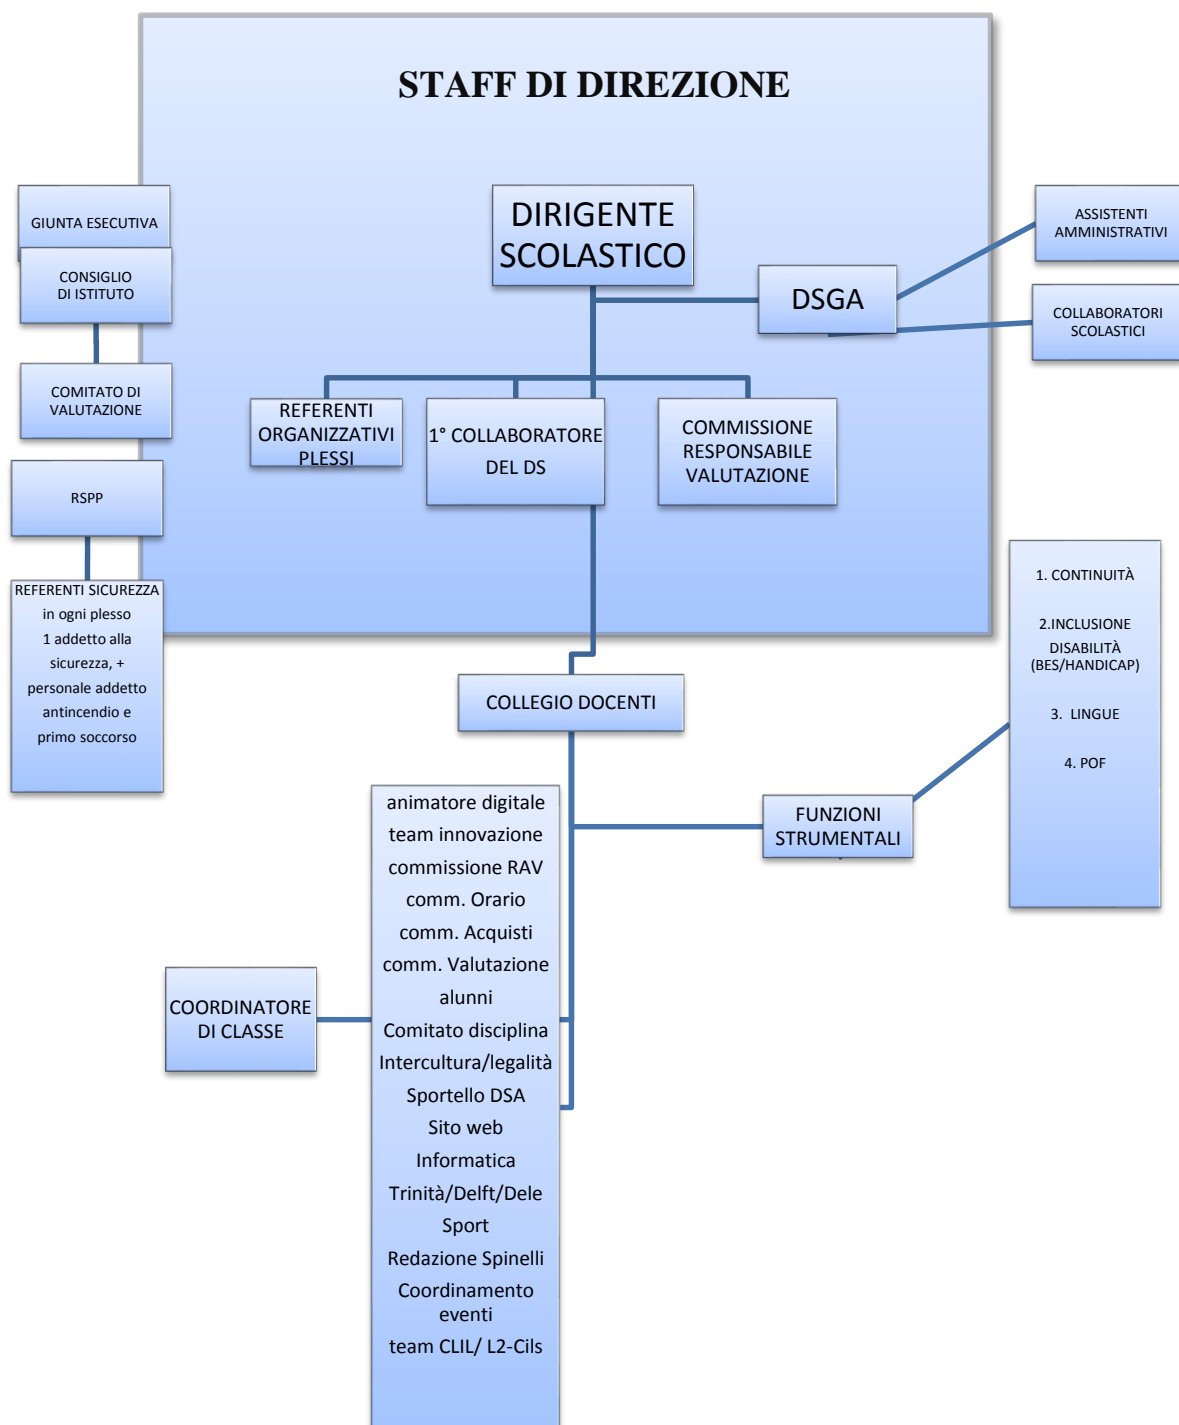 STAFF DI DIREZIONE
GIUNTA ESECUTIVA
CONSIGLIO
DI ISTITUTO
COMITATO DI
VALUTAZIONE
RSPP
REFERENTI SICUREZZA
in ogni plesso
1 addetto alla
sicurezza, +
personale addetto
antincendio e
primo soccorso
DIRIGENTE
SCOLASTICO
DSGA
ASSISTENTI
AMMINISTRATIVI
COLLABORATORI
SCOLASTICI
REFERENTI
ORGANIZZATIVI
PLESSI
1° COLLABORATORE
DEL DS
COMMISSIONE
RESPONSABILE
VALUTAZIONE
COLLEGIO DOCENTI
1. CONTINUITÀ
2.INCLUSIONE
DISABILITÀ
(BES/HANDICAP)
3. LINGUE
4. POF
FUNZIONI
STRUMENTALI
animatore digitale
team innovazione
commissione RAV
comm. Orario
comm. Acquisti
comm. Valutazione
alunni
Comitato disciplina
Intercultura/legalità
Sportello DSA
Sito web
Informatica
Trinità/Delft/Dele
Sport
Redazione Spinelli
Coordinamento
eventi
team CLIL/ L2-Cils
COORDINATORE
DI CLASSE